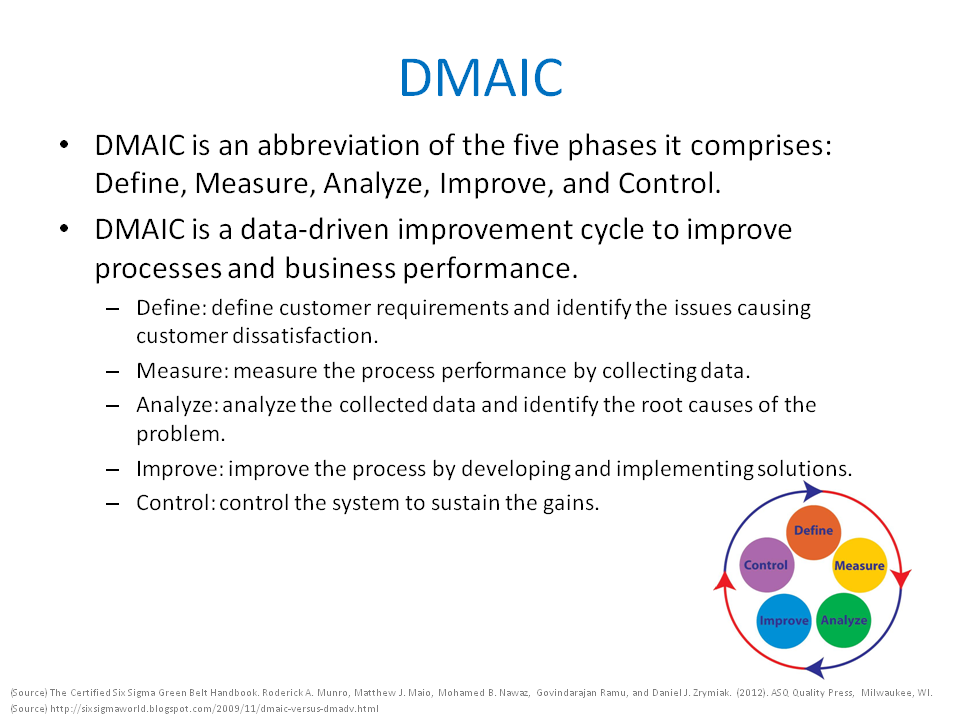 DMAIC
• DMAIC is an abbreviation of the five phases it comprises:
Define, Measure, Analyze, Improve, and Control.
• DMAIC is a data-driven improvement cycle to improve
processes and business performance.
– Define: define customer requirements and identify the issues causing
customer dissatisfaction.
– Measure: measure the process performance by collecting data.
– Analyze: analyze the collected data and identify the root causes of the
problem.
– Improve: improve the process by developing and implementing solutions.
– Control: control the system to sustain the gains.
Define
Control
Measure
Improve
Analyze
(Source) The Certified Six Sigma Green Belt Handbook. Roderick A. Munro, Matthew J. Maio, Mohamed B. Nawaz, Govindarajan Ramu, and Daniel J. Zrymiak. (2012). ASQ Quality Press, Milwaukee, WI.
(Source) http://sixsigmaworld.blogspot.com/2009/11/dmaic-versus-dmadv.html